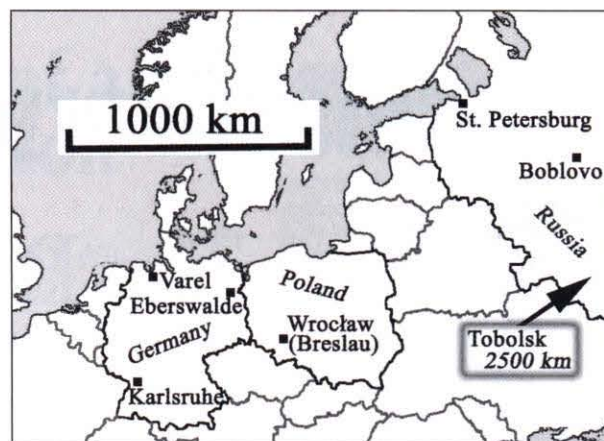 1000 km
St. Petersburg
Boblovo
Russia
Varel
Eberswalde
Poland
Germany
Wrocław
(Breslau)
Tobolsk
2500 km
Karlsruhe